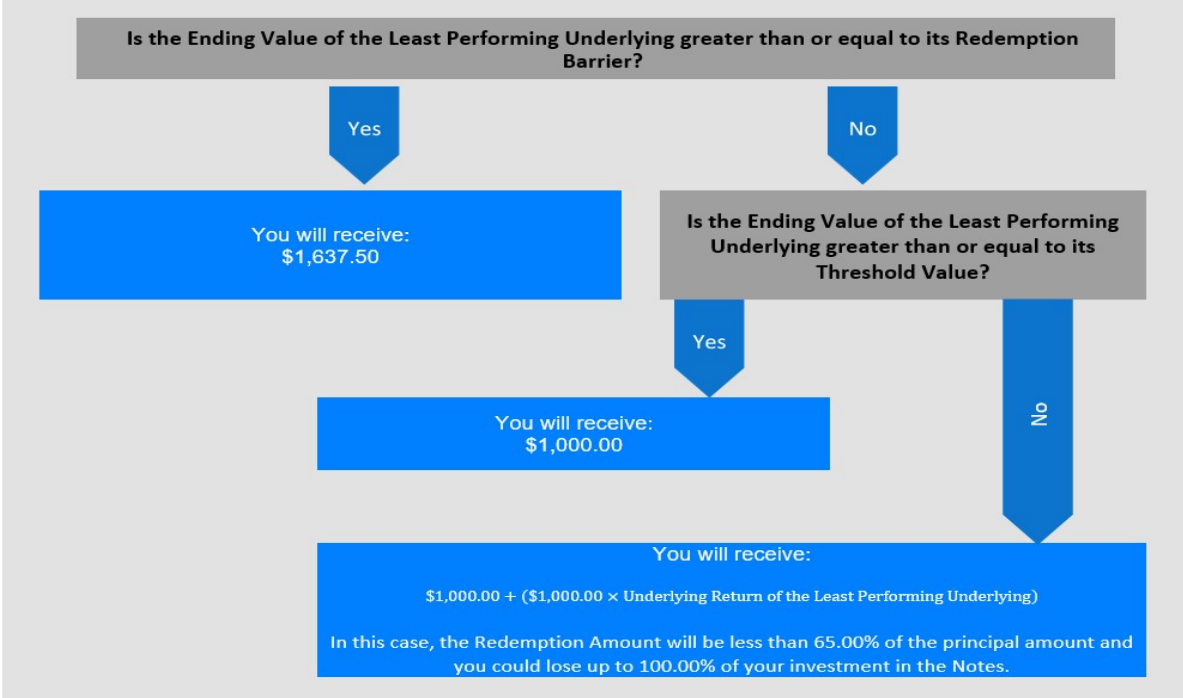 Is the Ending Value of the Least Performing Underlying greater than or equal to its Redemption
Barrier?
Yes
No
You will receive:
$1,637.50
Is the Ending Value of the Least Performing
Underlying greater than or equal to its
Threshold Value?
Yes
No
You will receive:
$1,000.00
You will receive:
$1,000.00 + ($1,000.00 × Underlying Return of the Least Performing Underlying)
In this case, the Redemption Amount will be less than 65.00% of the principal amount and
you could lose up to 100.00% of your investment in the Notes.